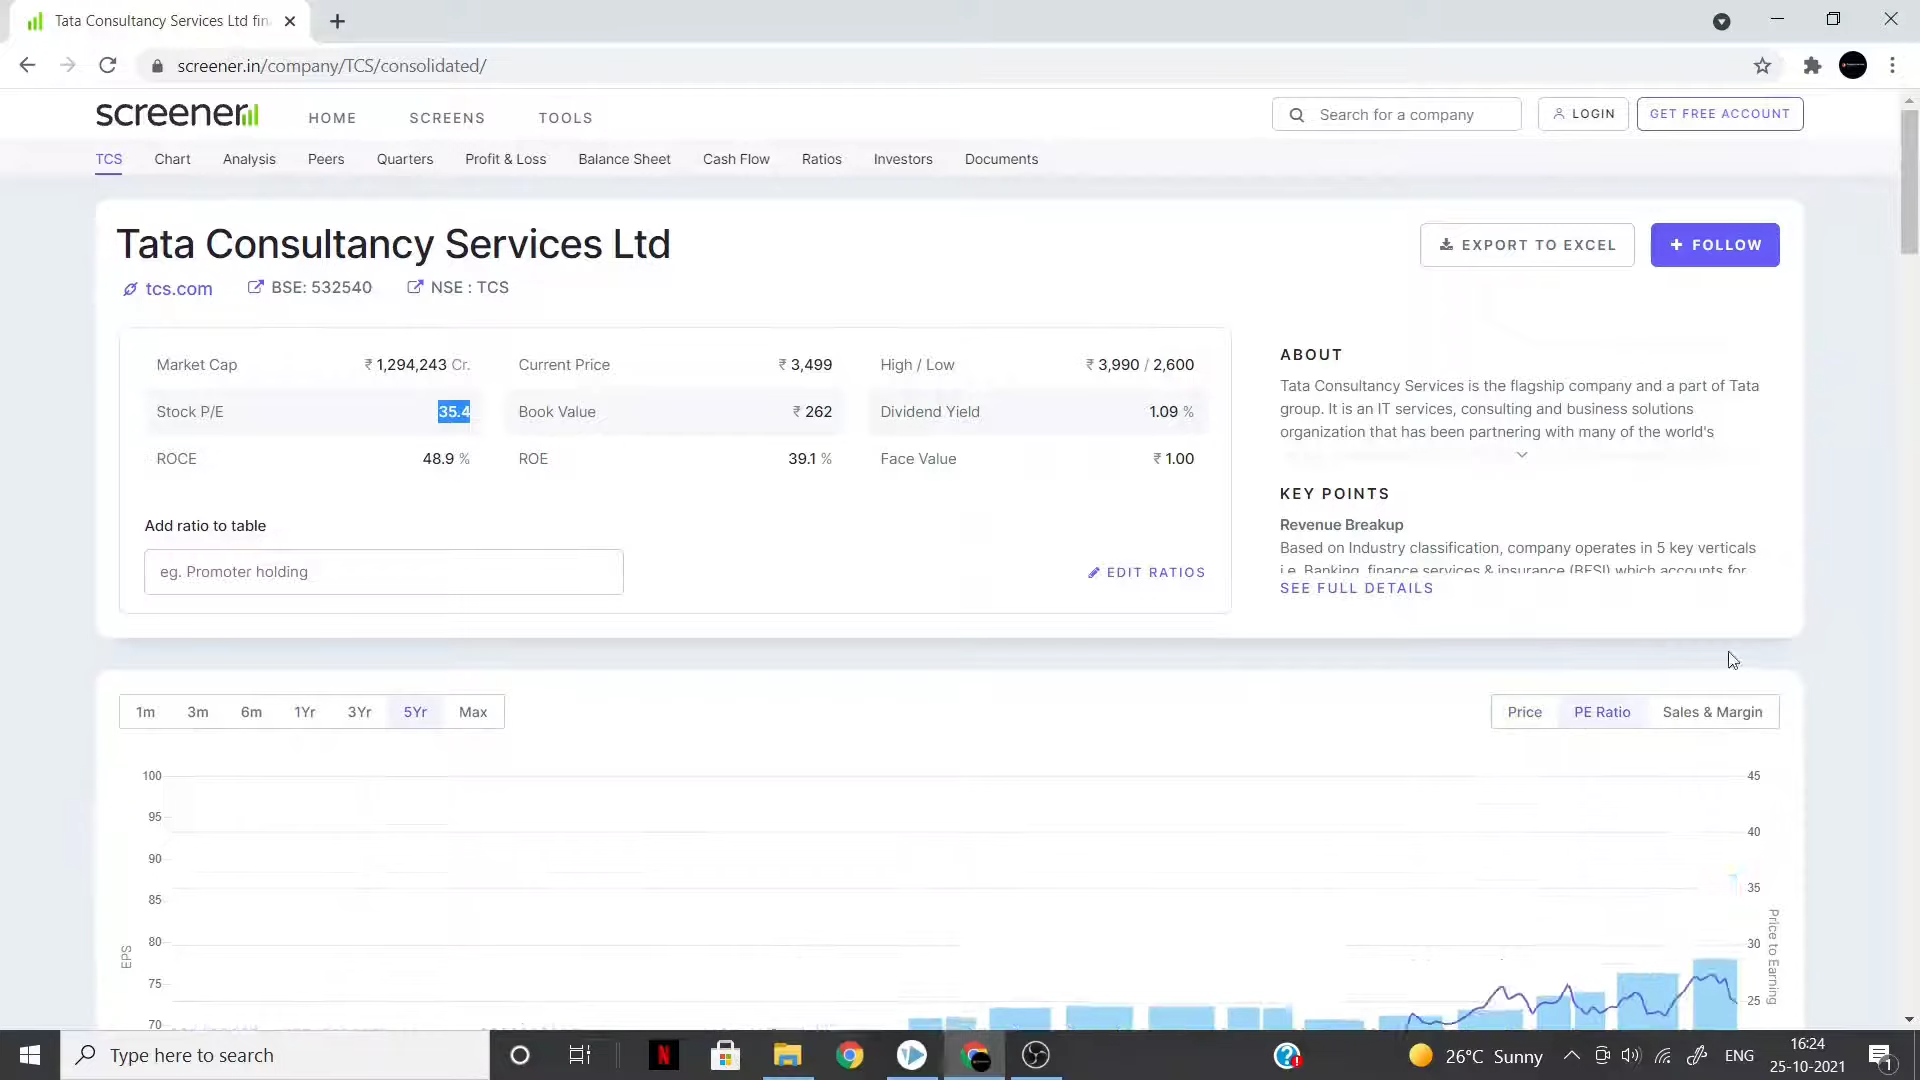 Tata Consultancy Services Ltd fin
screener.in/company/TCS/consolidated/
screener HOME SCREENS TOOLS Search for a company LOGIN GET FREE ACCOUNT
TCS Chart Analysis Peers Quarters Profit & Loss Balance Sheet Cash Flow Ratios Investors Documents
Tata Consultancy Services Ltd
EXPORT TO EXCEL + FOLLOW
tcs.com BSE: 532540 NSE : TCS
Market Cap ₹ 1,294,243 Cr. Current Price ₹ 3,499 High / Low ₹ 3,990 / 2,600
Stock P/E 35.4 Book Value ₹ 262 Dividend Yield 1.09 %
ROCE 48.9 % ROE 39.1 % Face Value ₹ 1.00
Add ratio to table
eg. Promoter holding
EDIT RATIOS
ABOUT
Tata Consultancy Services is the flagship company and a part of Tata
group. It is an IT services, consulting and business solutions
organization that has been partnering with many of the world's
KEY POINTS
Revenue Breakup
Based on Industry classification, company operates in 5 key verticals
i.e. Banking, finance services & insurance (BFSI) which accounts for
SEE FULL DETAILS
1m 3m 6m 1Yr 3Yr 5Yr Max
Price PE Ratio Sales & Margin
100 45
95
90 40
85 35
80 30
75 25
70
EPS
Price to Earning
Type here to search
26°C Sunny ENG 16:24
25-10-2021
1